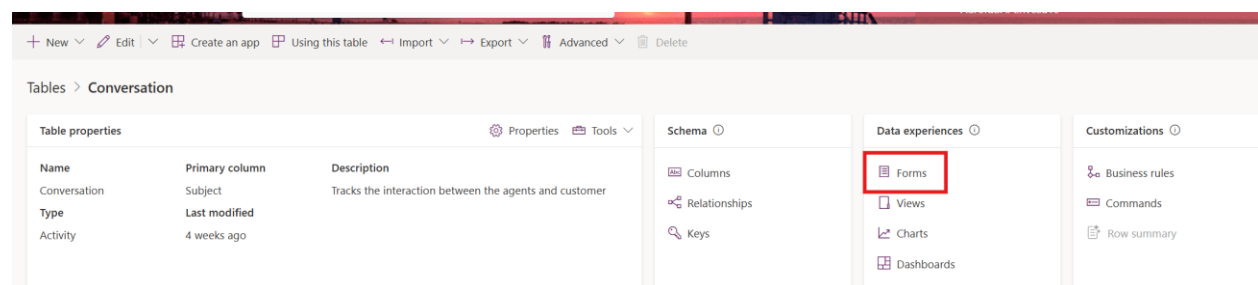 New Edit Create an app Using this table Import Export Advanced Delete
Tables > Conversation
Table properties Properties Tools
Name Primary column Description
Conversation Subject Tracks the interaction between the agents and customer
Type Last modified
Activity 4 weeks ago
Schema
Columns
Relationships
Keys
Data experiences
Forms
Views
Charts
Dashboards
Customizations
Business rules
Commands
Row summary